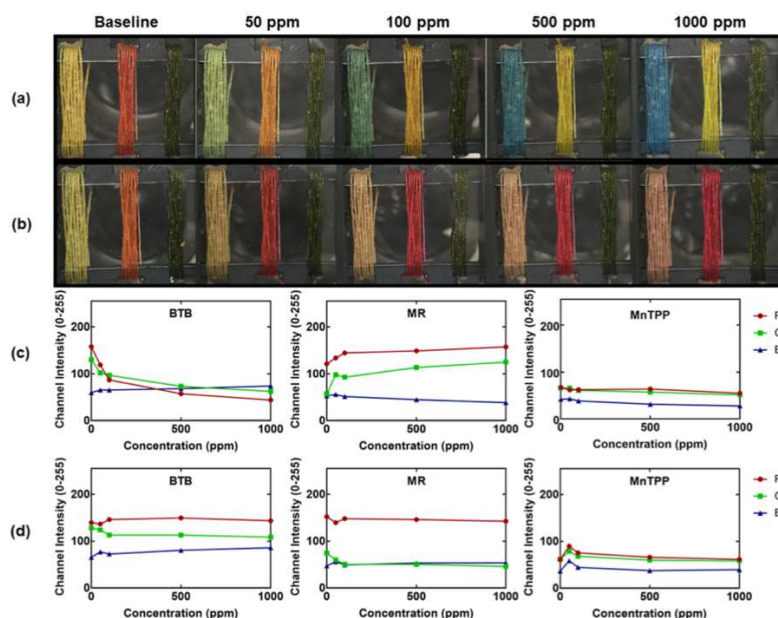 Baseline 50 ppm 100 ppm 500 ppm 1000 ppm
(a)
(b)
(c)
Channel Intensity (0-255)
200
100
0
BTB
0 500 1000
Concentration (ppm)
Channel Intensity (0-255)
200
100
0
MR
0 500 1000
Concentration (ppm)
Channel Intensity (0-255)
200
100
0
MnTPP
0 500 1000
Concentration (ppm)
(d)
Channel Intensity (0-255)
200
100
0
BTB
0 500 1000
Concentration (ppm)
Channel Intensity (0-255)
200
100
0
MR
0 500 1000
Concentration (ppm)
Channel Intensity (0-255)
200
100
0
MnTPP
0 500 1000
Concentration (ppm)